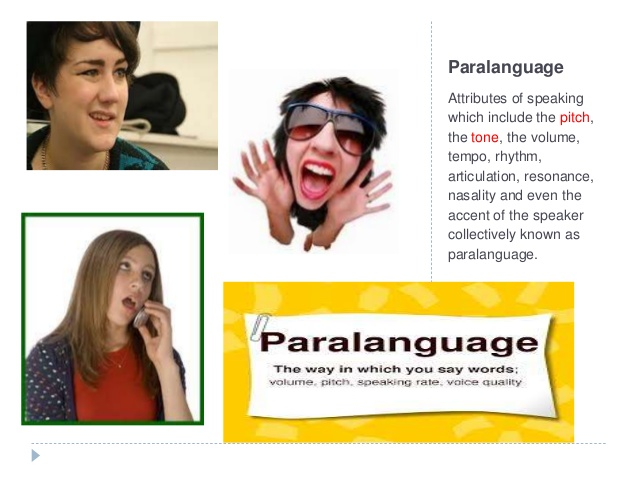 Paralanguage
Attributes of speaking
which include the pitch,
the tone, the volume,
tempo, rhythm,
articulation, resonance,
nasality and even the
accent of the speaker
collectively known as
paralanguage.
Paralanguage
The way in which you say words;
volume, pitch, speaking rate, voice quality